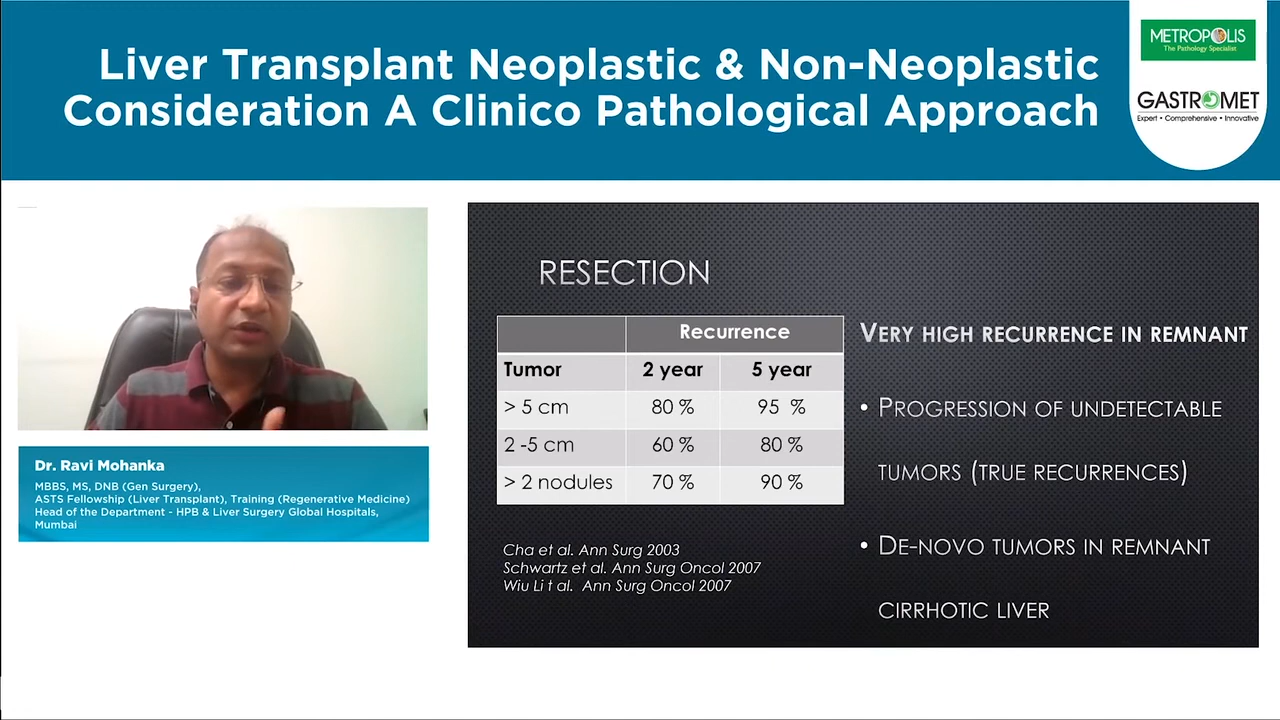 Liver Transplant Neoplastic & Non-Neoplastic
Consideration A Clinico Pathological Approach
METROPOLIS
The Pathology Specialist
GASTROMET
Expert • Comprehensive • Innovative
Dr. Ravi Mohanka
MBBS, MS, DNB (Gen Surgery),
ASTS Fellowship (Liver Transplant), Training (Regenerative Medicine)
Head of the Department - HPB & Liver Surgery Global Hospitals,
Mumbai
RESECTION
Recurrence
Tumor 2 year 5 year
> 5 cm 80 % 95 %
2 -5 cm 60 % 80 %
> 2 nodules 70 % 90 %
Cha et al. Ann Surg 2003
Schwartz et al. Ann Surg Oncol 2007
Wiu Li t al. Ann Surg Oncol 2007
VERY HIGH RECURRENCE IN REMNANT
• PROGRESSION OF UNDETECTABLE
TUMORS (TRUE RECURRENCES)
• DE-NOVO TUMORS IN REMNANT
CIRRHOTIC LIVER